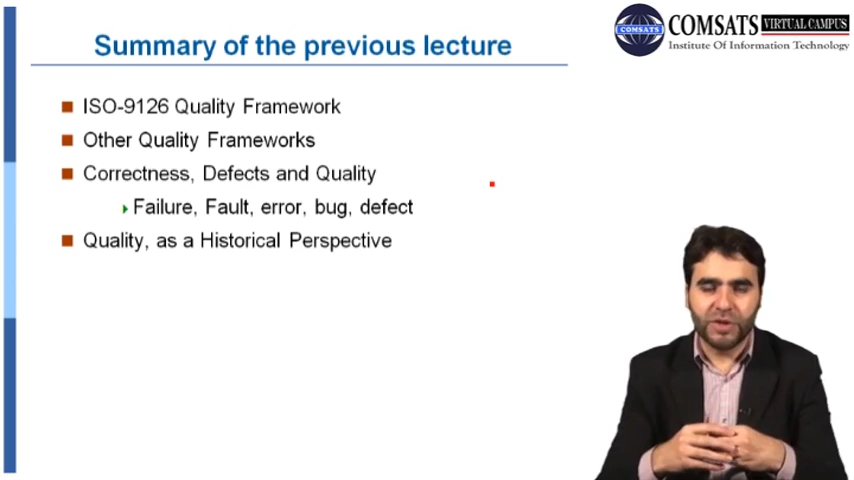 Summary of the previous lecture
COMSATS
COMSATS VIRTUAL CAMPUS
Institute Of Information Technology
ISO-9126 Quality Framework
Other Quality Frameworks
Correctness, Defects and Quality
Failure, Fault, error, bug, defect
Quality, as a Historical Perspective